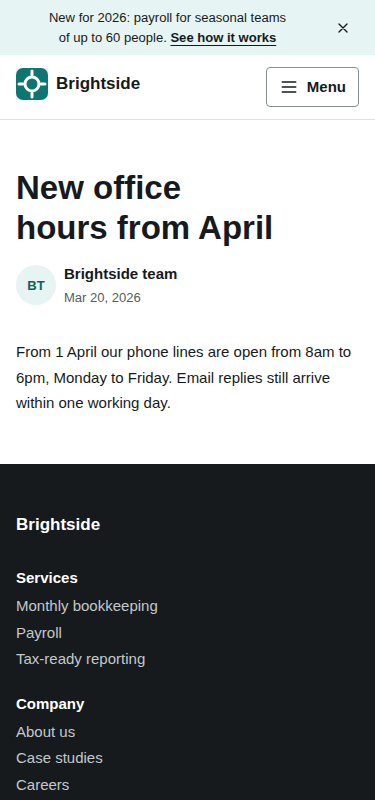 New for 2026: payroll for seasonal teams
of up to 60 people. See how it works
Brightside
Menu
New office
hours from April
BT
Brightside team
Mar 20, 2026
From 1 April our phone lines are open from 8am to
6pm, Monday to Friday. Email replies still arrive
within one working day.
Brightside
Services
Monthly bookkeeping
Payroll
Tax-ready reporting
Company
About us
Case studies
Careers